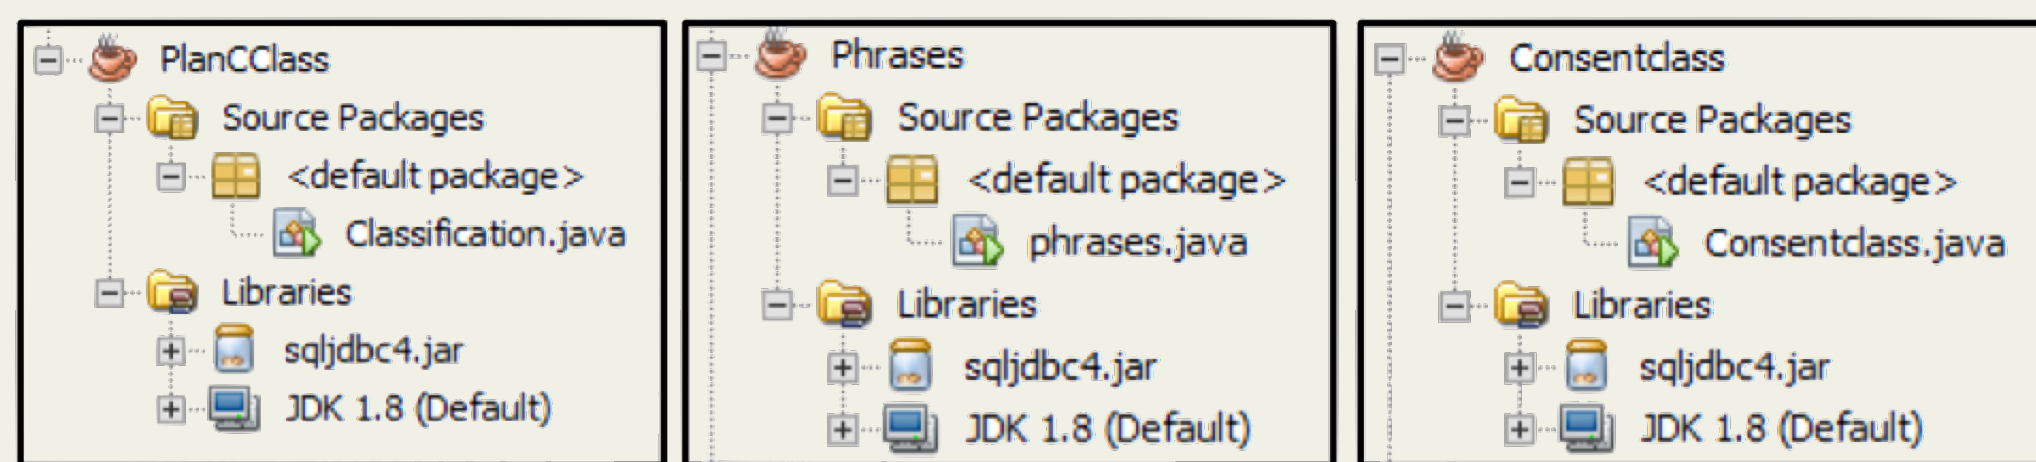 PlanCClass
Source Packages
<default package>
Classification.java
Libraries
sqljdbc4.jar
JDK 1.8 (Default)
Phrases
Source Packages
<default package>
phrases.java
Libraries
sqljdbc4.jar
JDK 1.8 (Default)
Consentclass
Source Packages
<default package>
Consentclass.java
Libraries
sqljdbc4.jar
JDK 1.8 (Default)